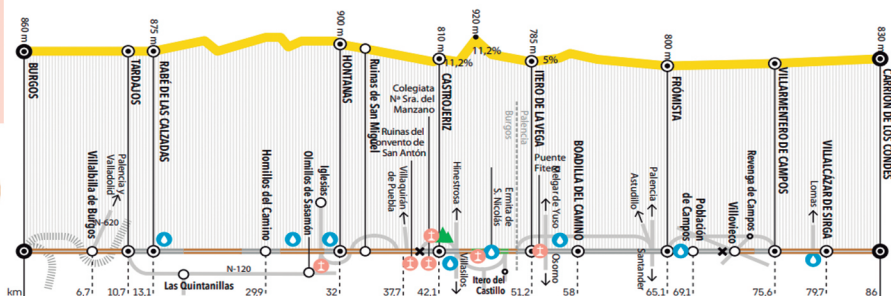 860 m
875 m
900 m
810 m
920 m
785 m
800 m
830 m
11,2%
11,2%
5%
BURGOS
TARDAJOS
RABÉ DE LAS CALZADAS
HONTANAS
Ruinas de San Miguel
Colegiata
Nª Sra. del
Manzano
Ruinas del
onvento de
San Antón
CASTROJERIZ
ITERO DE LA VEGA
Burgos
Palencia
BOADILLA DEL CAMINO
FRÓMISTA
VILLARMENTERO DE CAMPOS
CARRIÓN DE LOS CONDES
Villalbilla de Burgos
Palencia y
Valladolid
N-620
Hornillos del Camino
Olmillos de Sasamón
Iglesias
Villaquirán
de Puebla
Hinestrosa
Villasilos
Ermita de
S. Nicolás
Puente
Fitero
Melgar de Yuso
Osorno
Astudillo
Palencia
Santander
Población
de Campos
Villovieco
Revenga de Campos
Lomas
VILLALCÁZAR DE SIRGA
Las Quintanillas
N-120
Itero del
Castillo
km
6.7
10.7
13.1
29.9
32
37.7
42.1
51.2
58
65.1
69.1
75.6
79.7
86